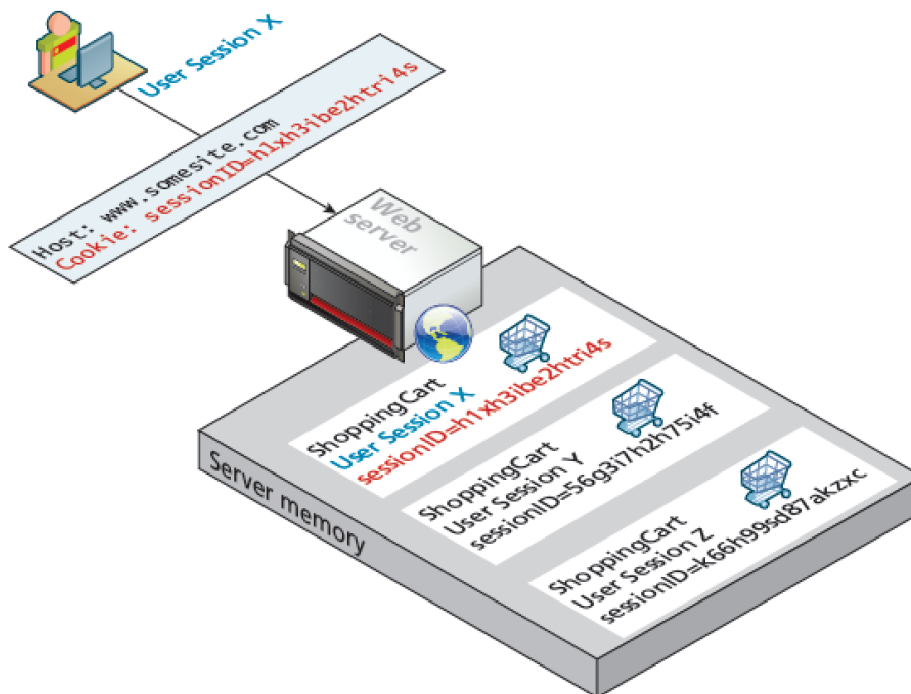 User Session X
Host: www.somesite.com
Cookie: sessionID=h1xh3ibe2htri4s
Web
server
ShoppingCart
User Session X
sessionID=h1xh3ibe2htri4s
ShoppingCart
User Session Y
sessionID=56g3i7h2h75i4f
ShoppingCart
User Session Z
sessionID=k66h99sd87akzxc
Server memory